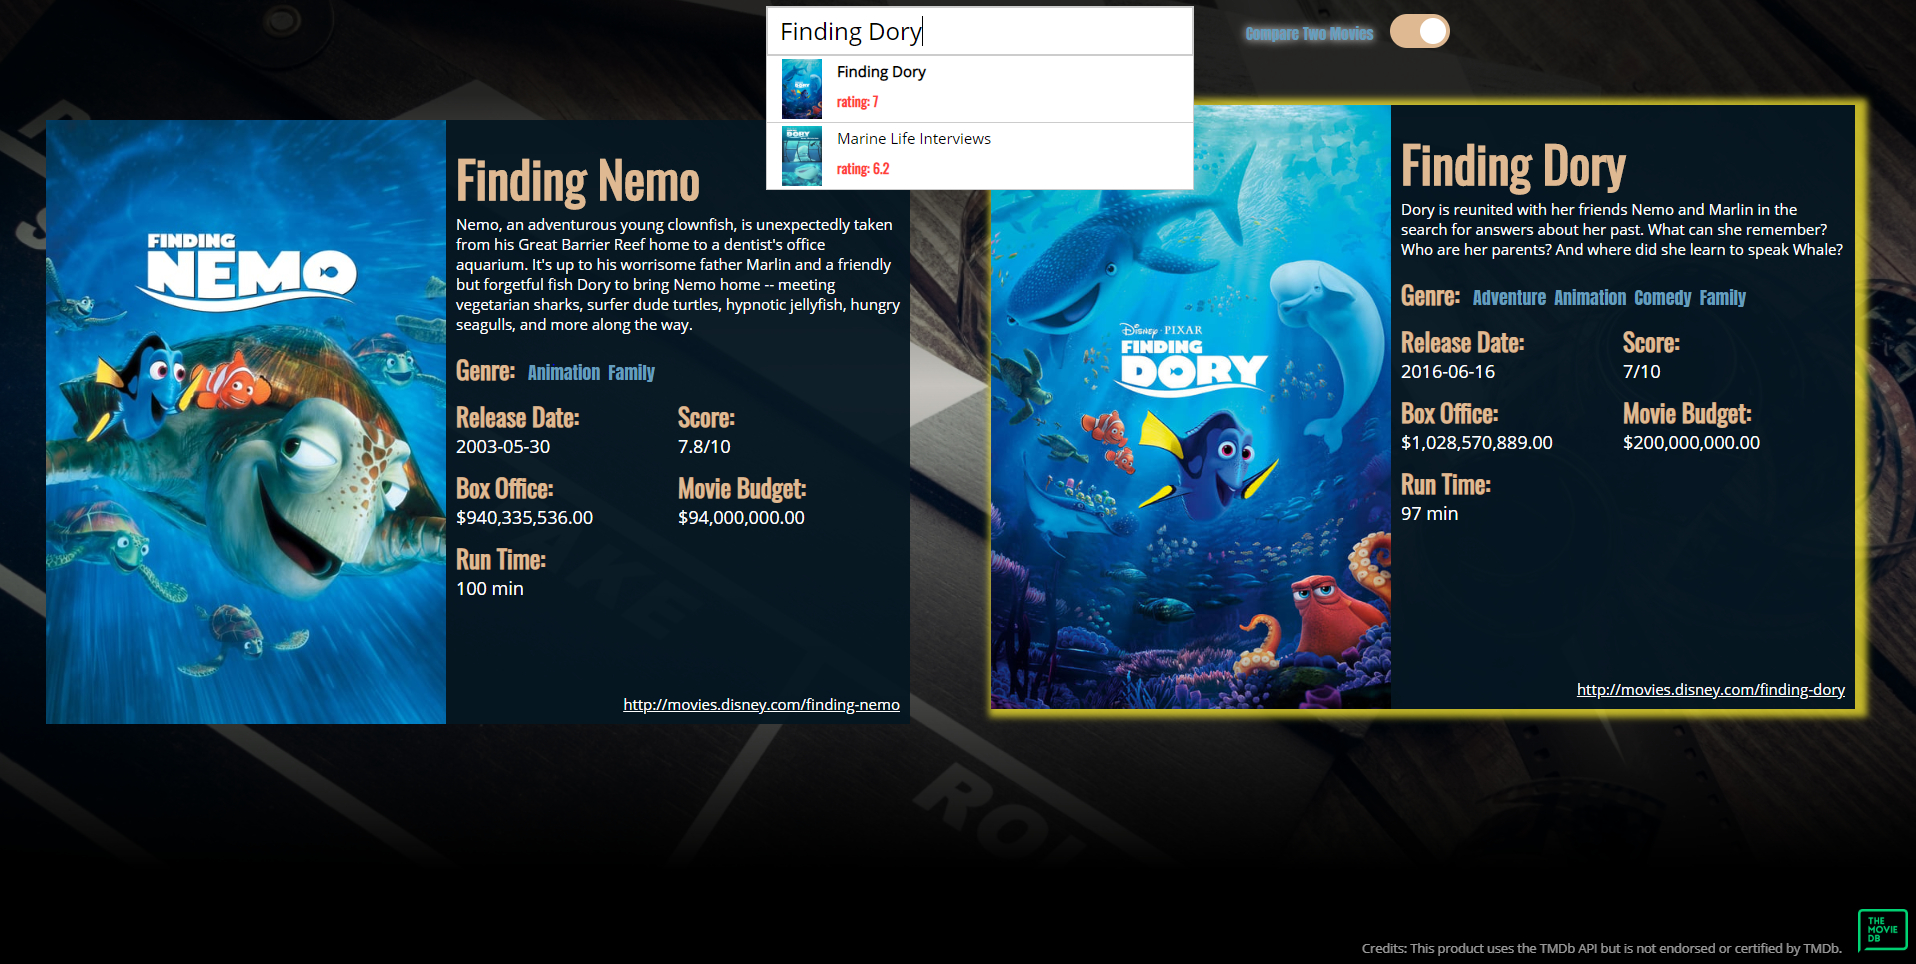 Finding Dory
Compare Two Movies
Finding Dory
rating: 7
Marine Life Interviews
rating: 6.2
FINDING
NEMO
Finding Nemo
Nemo, an adventurous young clownfish, is unexpectedly taken
from his Great Barrier Reef home to a dentist's office
aquarium. It's up to his worrisome father Marlin and a friendly
but forgetful fish Dory to bring Nemo home -- meeting
vegetarian sharks, surfer dude turtles, hypnotic jellyfish, hungry
seagulls, and more along the way.
Genre: Animation Family
Release Date: Score:
2003-05-30 7.8/10
Box Office: Movie Budget:
$940,335,536.00 $94,000,000.00
Run Time:
100 min
http://movies.disney.com/finding-nemo
Disney · PIXAR
FINDING
DORY
Finding Dory
Dory is reunited with her friends Nemo and Marlin in the
search for answers about her past. What can she remember?
Who are her parents? And where did she learn to speak Whale?
Genre: Adventure Animation Comedy Family
Release Date: Score:
2016-06-16 7/10
Box Office: Movie Budget:
$1,028,570,889.00 $200,000,000.00
Run Time:
97 min
http://movies.disney.com/finding-dory
Credits: This product uses the TMDb API but is not endorsed or certified by TMDb.
THE
MOVIE
DB